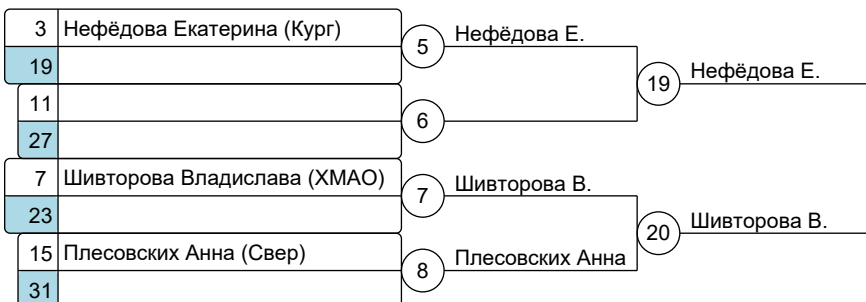 3 Нефёдова Екатерина (Кург)
5 Нефёдова Е.
19
19 Нефёдова Е.
11
6
27
7 Шивторова Владислава (ХМАО)
7 Шивторова В.
23
20 Шивторова В.
15 Плесовских Анна (Свер)
8 Плесовских Анна
31